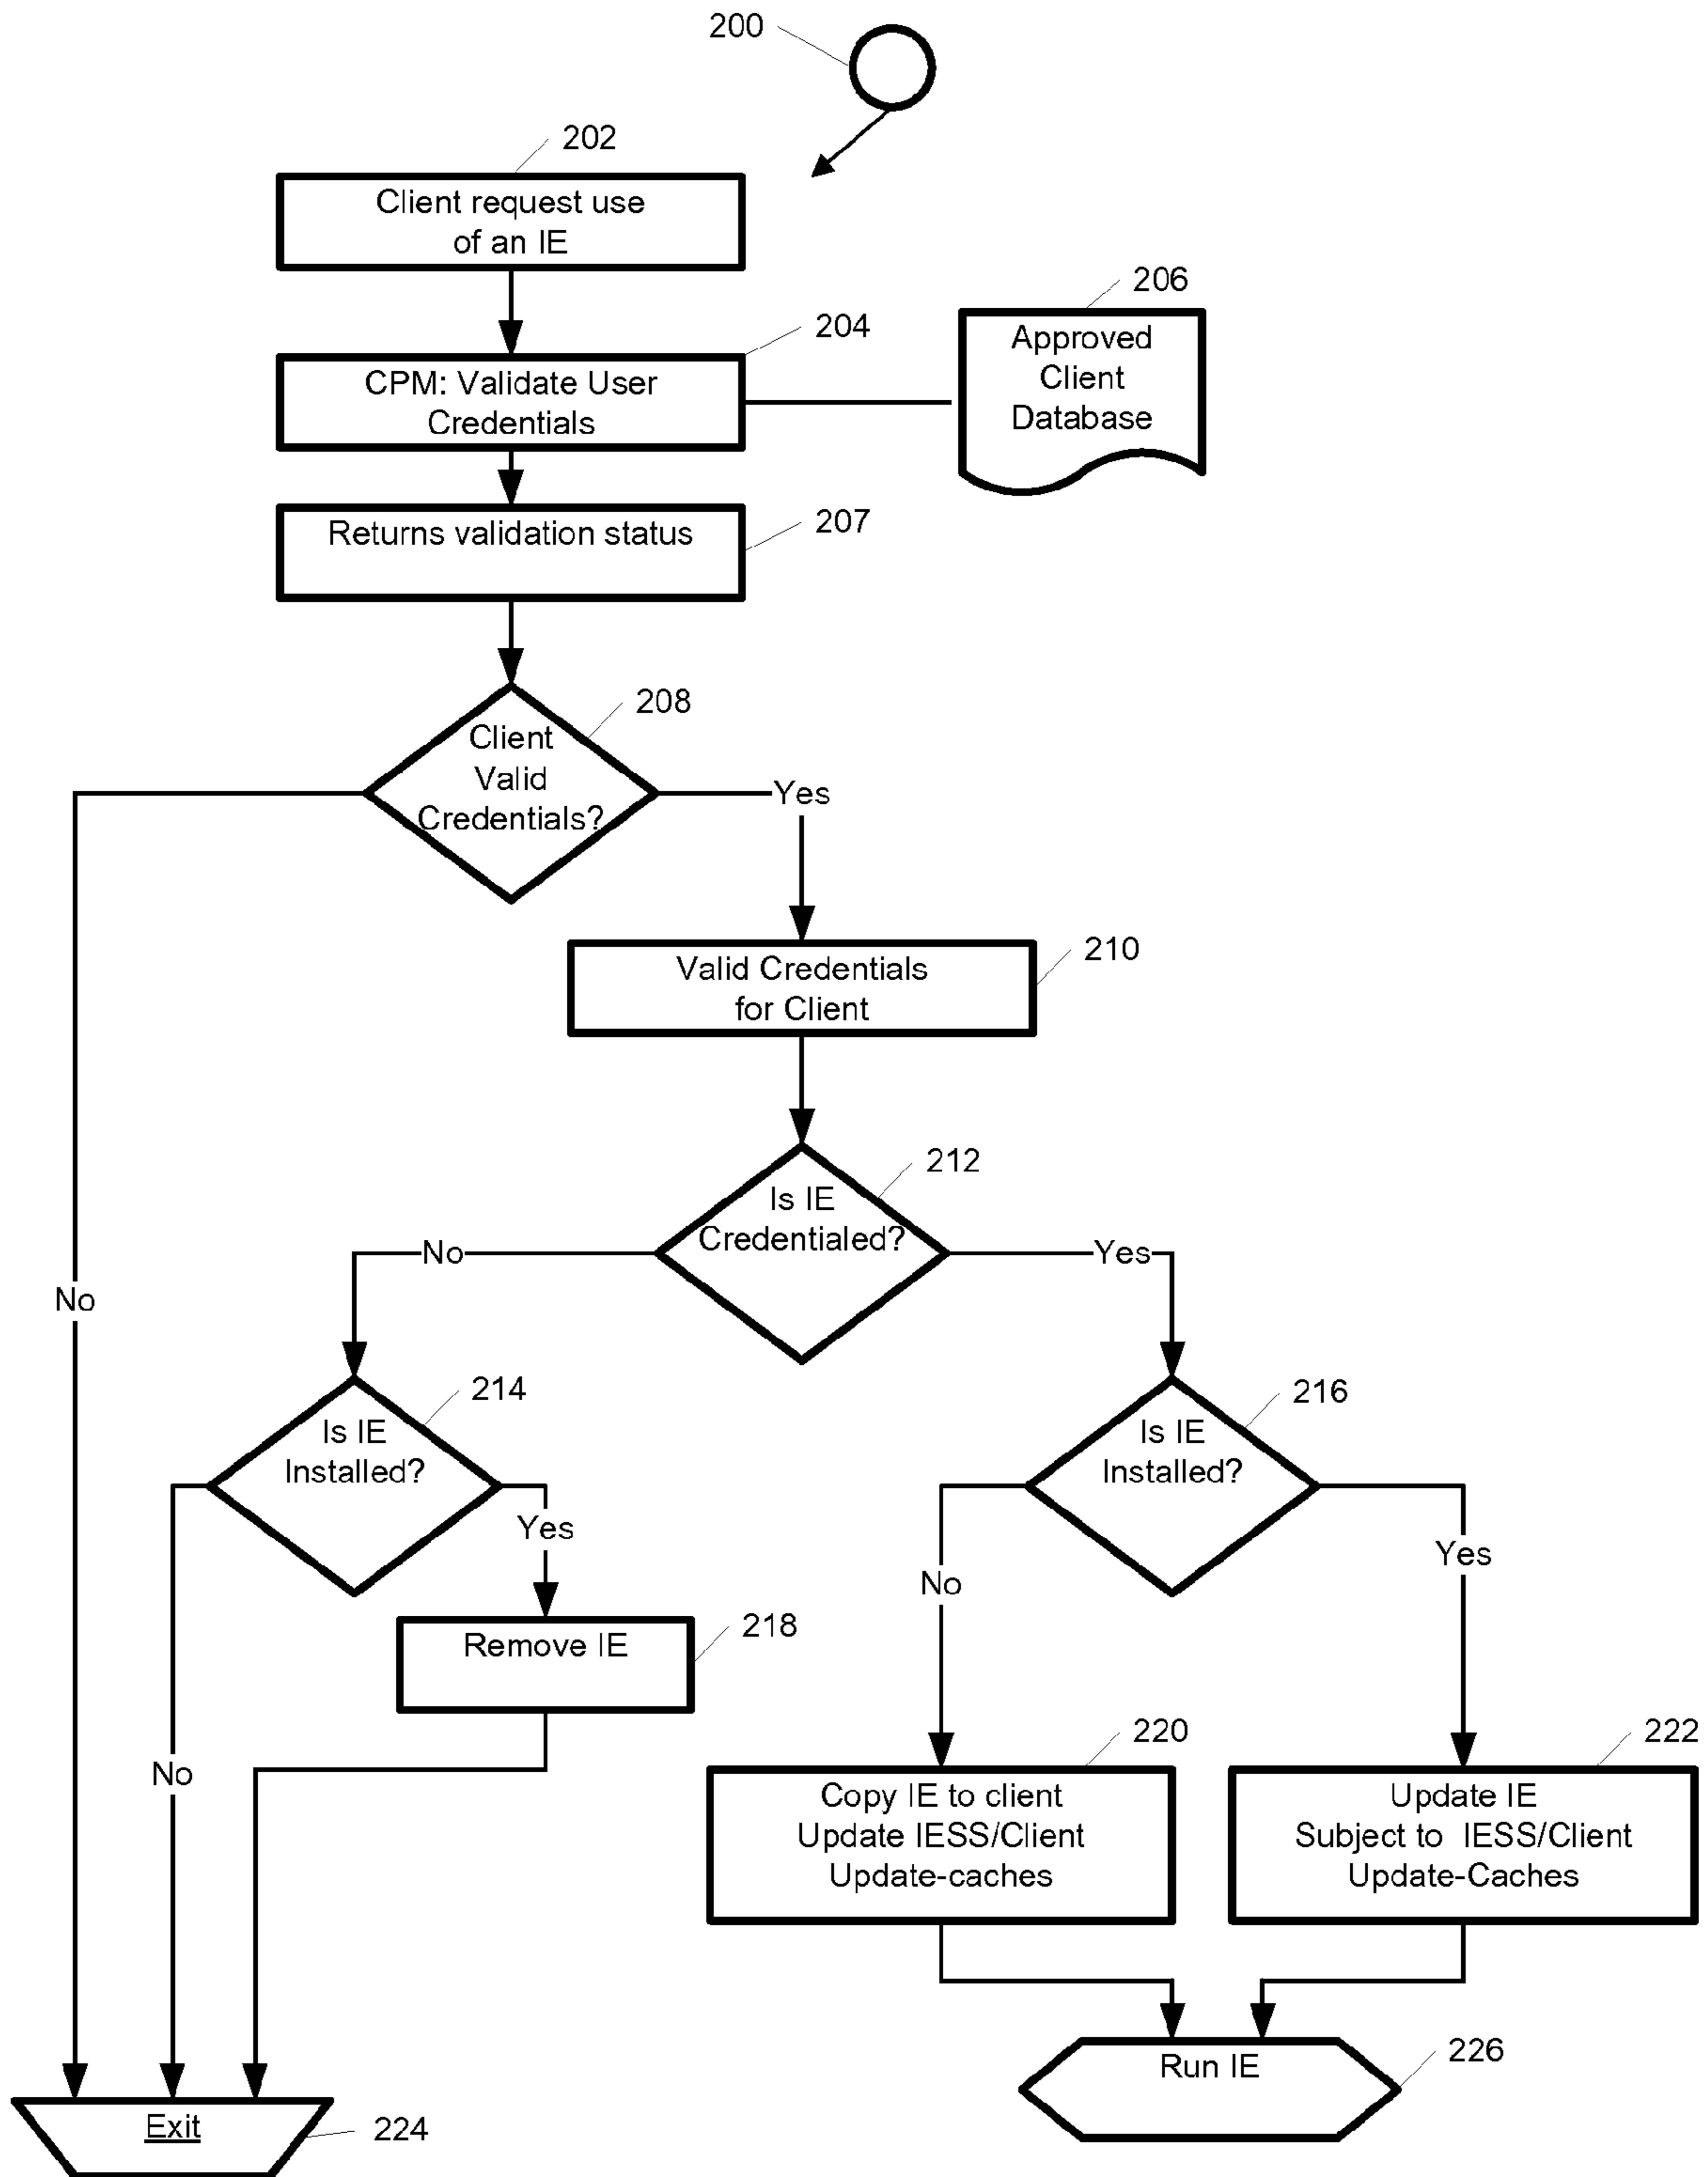 200
202
Client request use
of an IE
206
Approved
Client
Database
204
CPM: Validate User
Credentials
207
Returns validation status
208
Client
Valid
Credentials?
Yes
210
Valid Credentials
for Client
212
Is IE
Credentialed?
No
Yes
No
214
Is IE
Installed?
216
Is IE
Installed?
Yes
Yes
No
218
Remove IE
No
220
Copy IE to client
Update IESS/Client
Update-caches
222
Update IE
Subject to IESS/Client
Update-Caches
226
Run IE
Exit
224